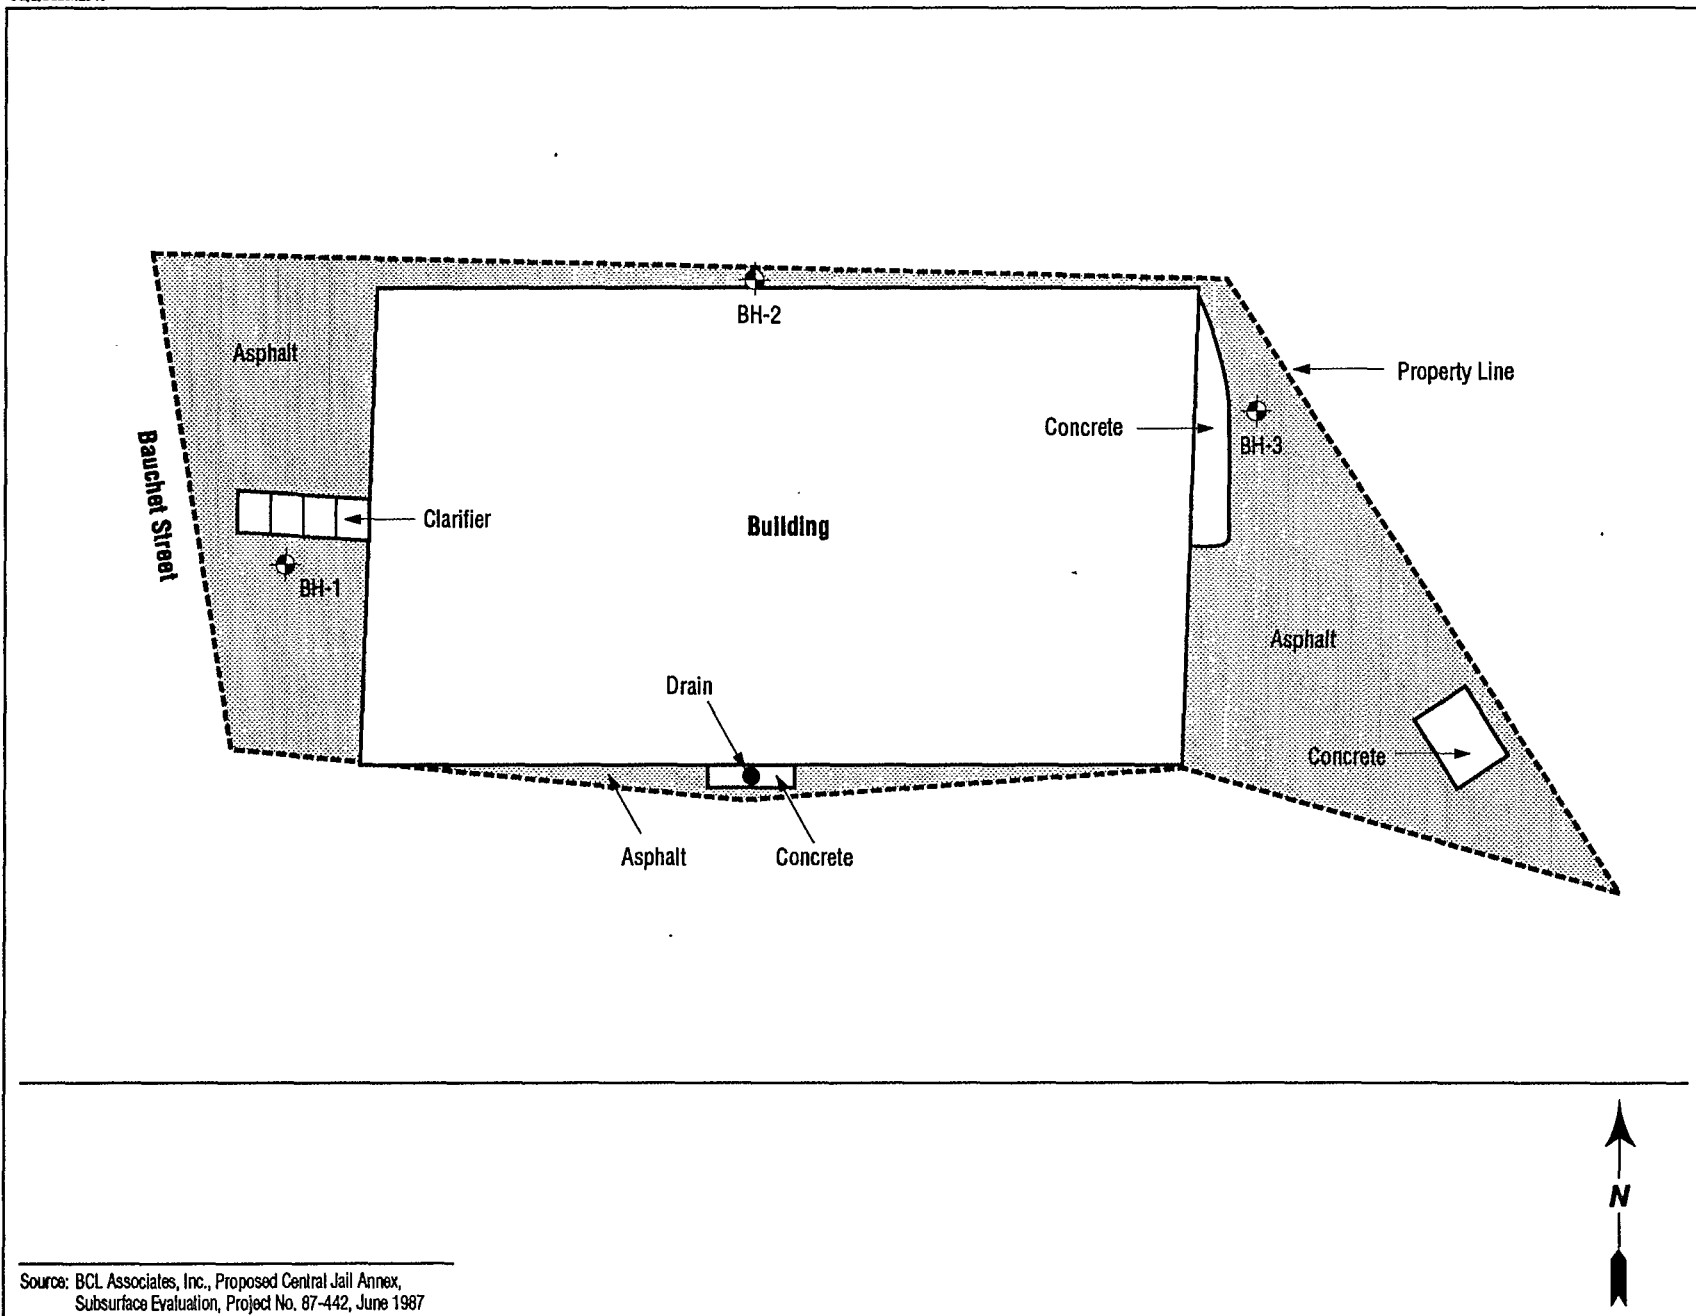 BH-2
Asphalt
Property Line
Concrete
BH-3
Bauchet Street
Clarifier
Building
BH-1
Asphalt
Drain
Concrete
Asphalt
Concrete
N
Source: BCL Associates, Inc., Proposed Central Jail Annex,
Subsurface Evaluation, Project No. 87-442, June 1987